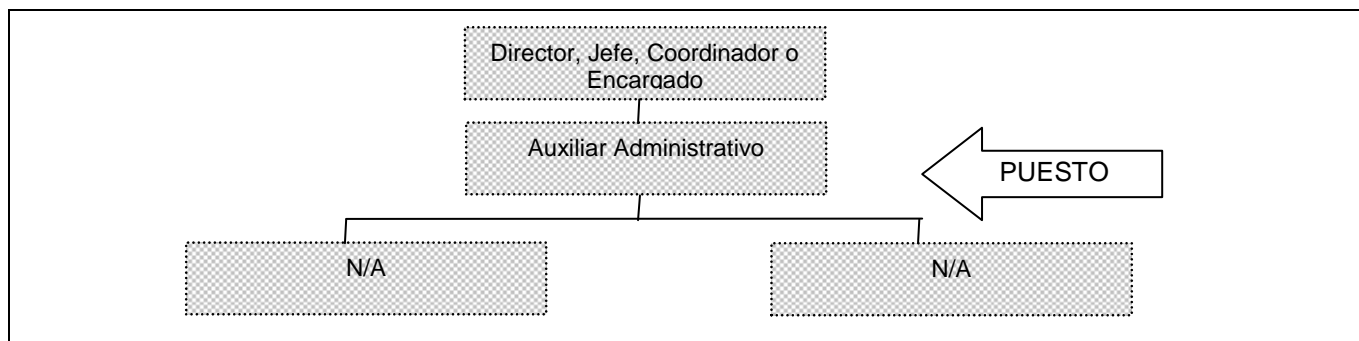 Director, Jefe, Coordinador o
Encargado
Auxiliar Administrativo
PUESTO
N/A
N/A